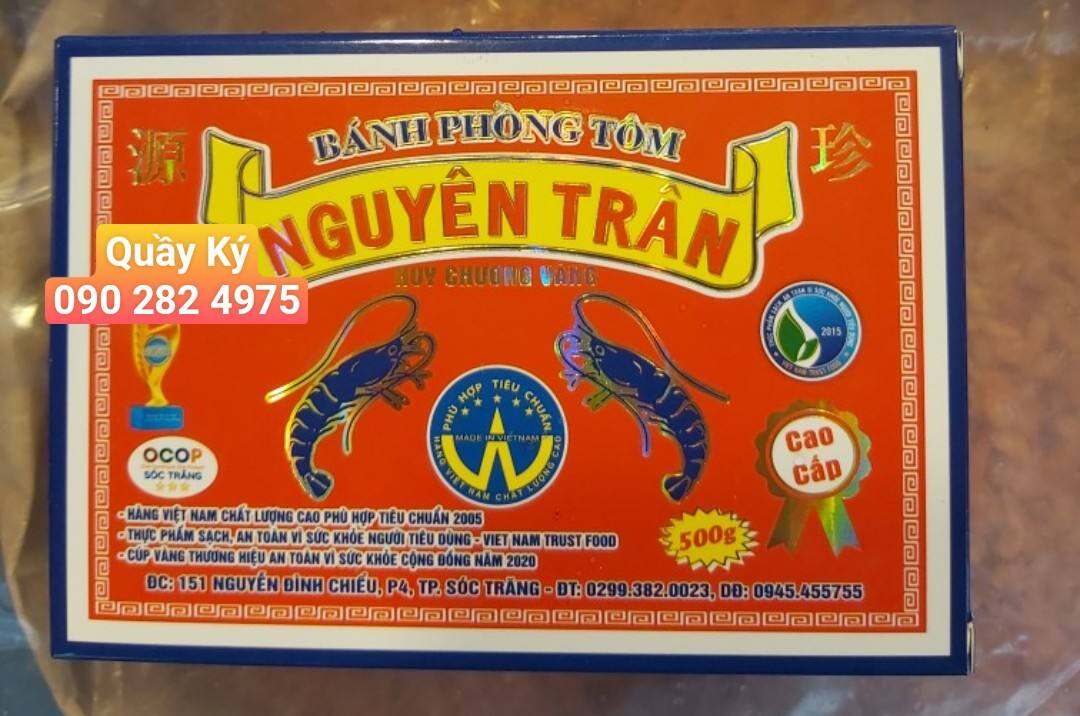 BÁNH PHỒNG TÔM
源
珍
NGUYÊN TRÂN
HUY CHƯƠNG VÀNG
Quầy Ký
090 282 4975
2015
VIET NAM TRUST FOOD
PHÙ HỢP TIÊU CHUẨN
MADE IN VIETNAM
HÀNG VIỆT NAM CHẤT LƯỢNG CAO
Cao
Cấp
OCOP
SÓC TRĂNG
500g
- HÀNG VIỆT NAM CHẤT LƯỢNG CAO PHÙ HỢP TIÊU CHUẨN 2005
- THỰC PHẨM SẠCH, AN TOÀN VÌ SỨC KHỎE NGƯỜI TIÊU DÙNG - VIET NAM TRUST FOOD
- CÚP VÀNG THƯƠNG HIỆU AN TOÀN VÌ SỨC KHỎE CỘNG ĐỒNG NĂM 2020
ĐC: 151 NGUYỄN ĐÌNH CHIỂU, P4, TP. SÓC TRĂNG - ĐT: 0299.382.0023, DĐ: 0945.455755